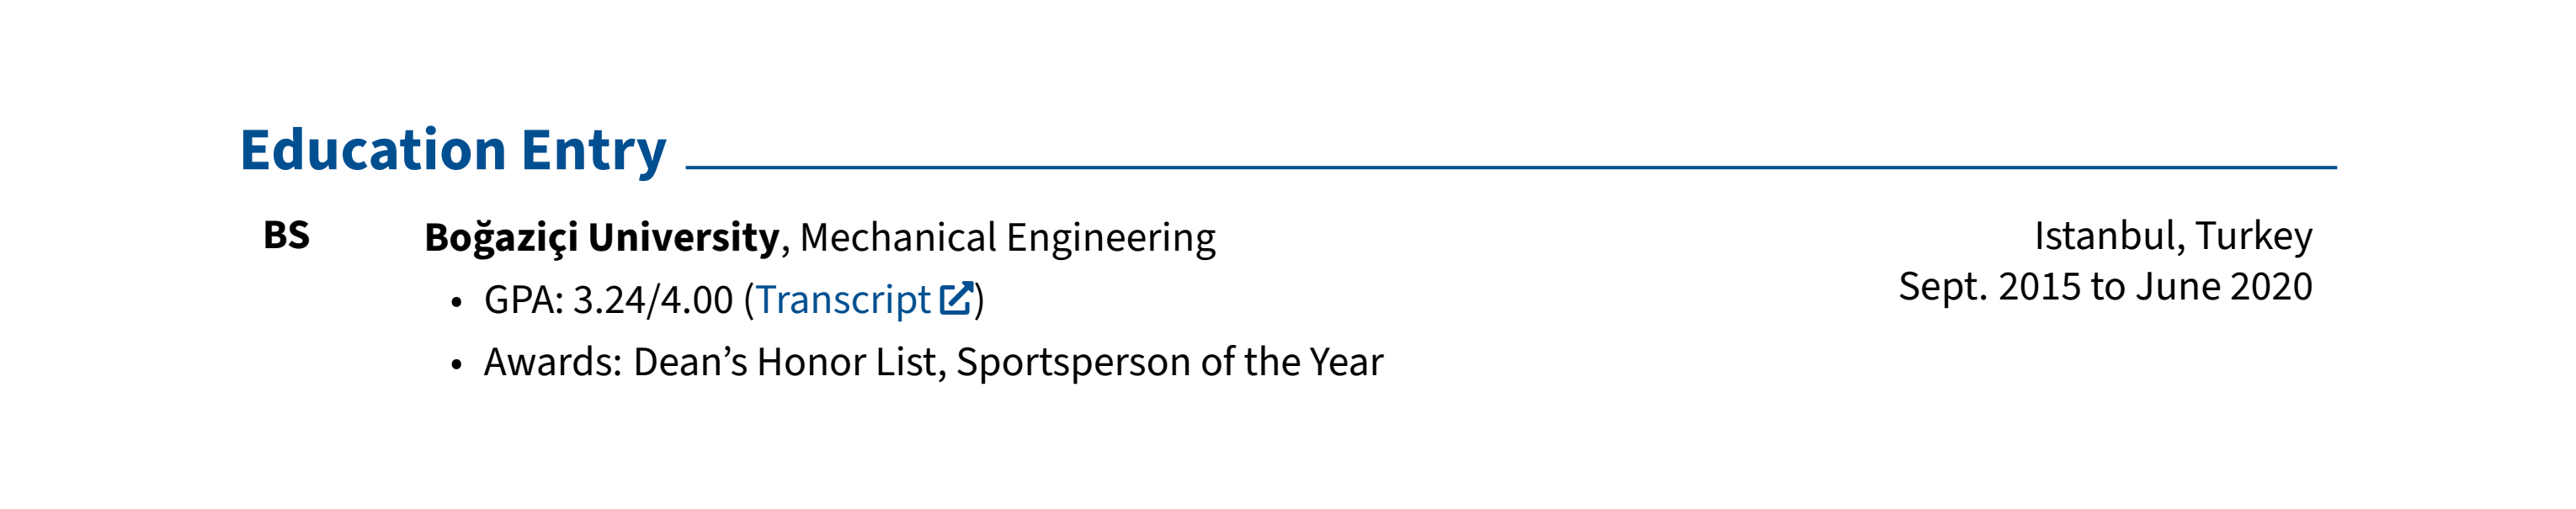 Education Entry
BS Boğaziçi University, Mechanical Engineering Istanbul, Turkey
Sept. 2015 to June 2020
• GPA: 3.24/4.00 (Transcript)
• Awards: Dean’s Honor List, Sportsperson of the Year